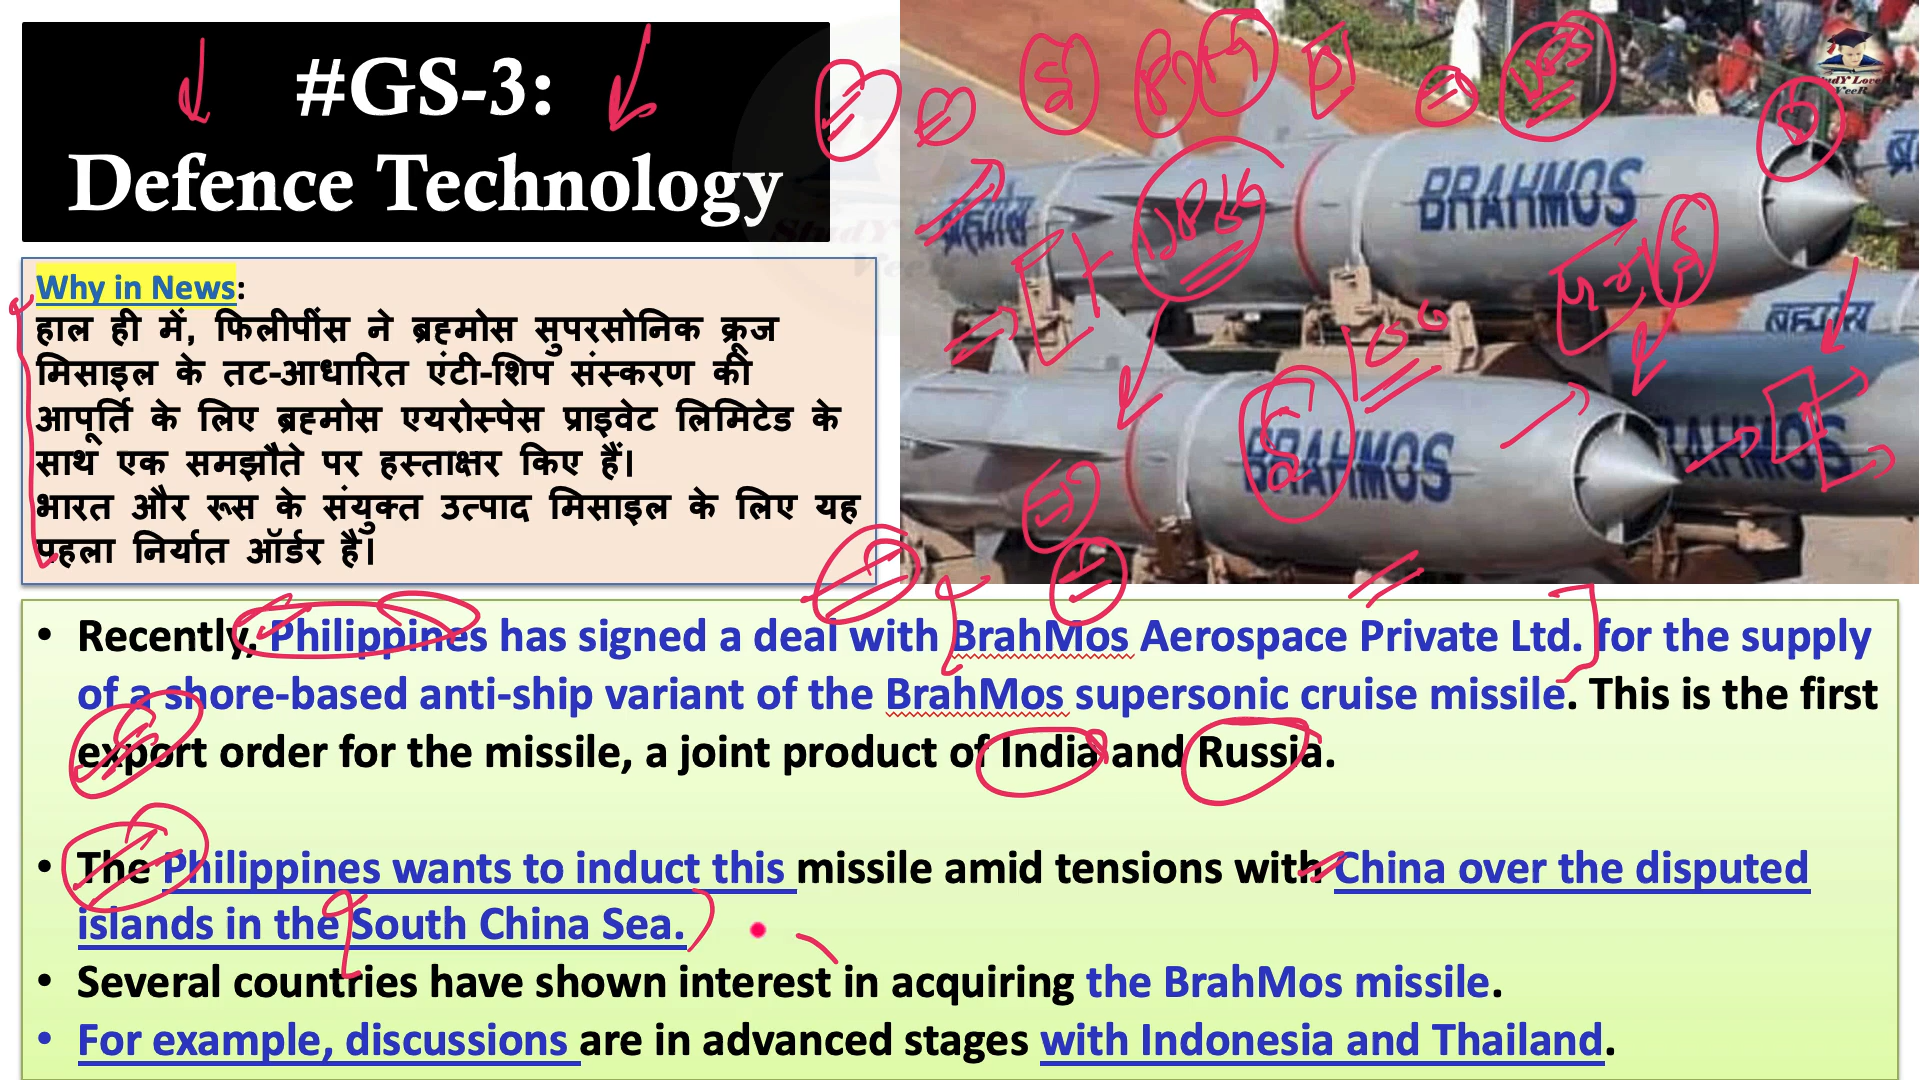 #GS-3:
Defence Technology
StudY Lover
VeeR
BRAHMOS
ब्रह्मोस
Why in News:
हाल ही में, फिलीपींस ने ब्रह्मोस सुपरसोनिक क्रूज
मिसाइल के तट-आधारित एंटी-शिप संस्करण की
आपूर्ति के लिए ब्रह्मोस एयरोस्पेस प्राइवेट लिमिटेड के
साथ एक समझौते पर हस्ताक्षर किए हैं।
भारत और रूस के संयुक्त उत्पाद मिसाइल के लिए यह
पहला निर्यात ऑर्डर है।
ब्रह्मोस
BRAHMOS
BRAHMOS
• Recently, Philippines has signed a deal with BrahMos Aerospace Private Ltd. for the supply
of a shore-based anti-ship variant of the BrahMos supersonic cruise missile. This is the first
export order for the missile, a joint product of India and Russia.
• The Philippines wants to induct this missile amid tensions with China over the disputed
islands in the South China Sea.
• Several countries have shown interest in acquiring the BrahMos missile.
• For example, discussions are in advanced stages with Indonesia and Thailand.